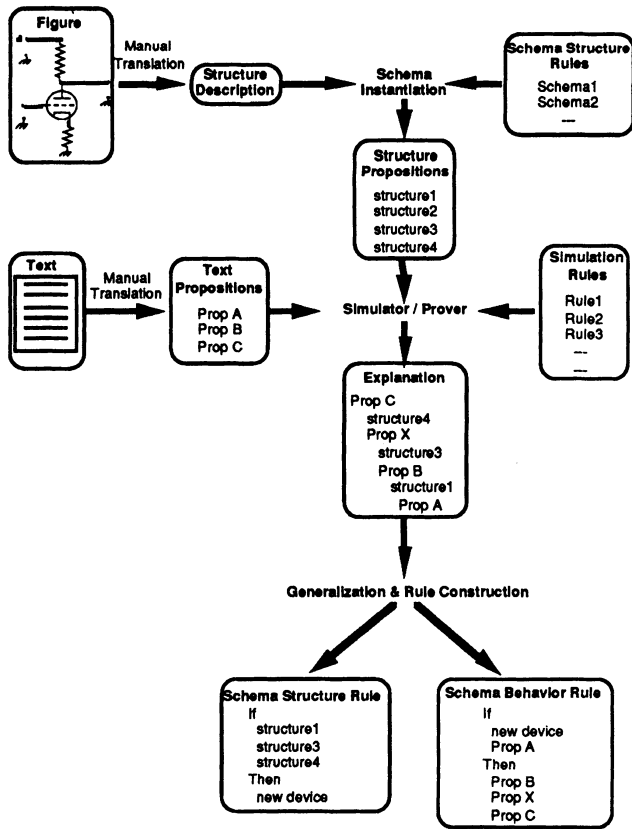 Figure
Manual
Translation
Structure
Description
Schema
Instantiation
Schema Structure
Rules
Schema1
Schema2
---
Structure
Propositions
structure1
structure2
structure3
structure4
Text
Manual
Translation
Text
Propositions
Prop A
Prop B
Prop C
Simulator / Prover
Simulation
Rules
Rule1
Rule2
Rule3
---
---
Explanation
Prop C
structure4
Prop X
structure3
Prop B
structure1
Prop A
Generalization & Rule Construction
Schema Structure Rule
If
structure1
structure3
structure4
Then
new device
Schema Behavior Rule
If
new device
Prop A
Then
Prop B
Prop X
Prop C